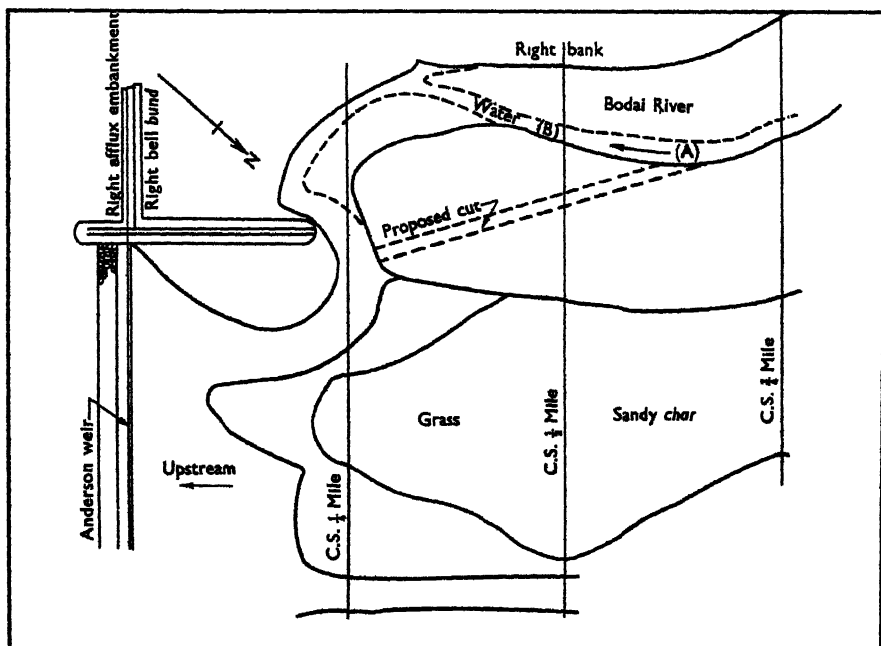 Right afflux embankment
Right bell bund
N
Right bank
Bodai River
Water (B)
(A)
Proposed cut
Anderson weir
Upstream
Grass
Sandy char
C.S. ¼ Mile
C.S. ½ Mile
C.S. ¾ Mile